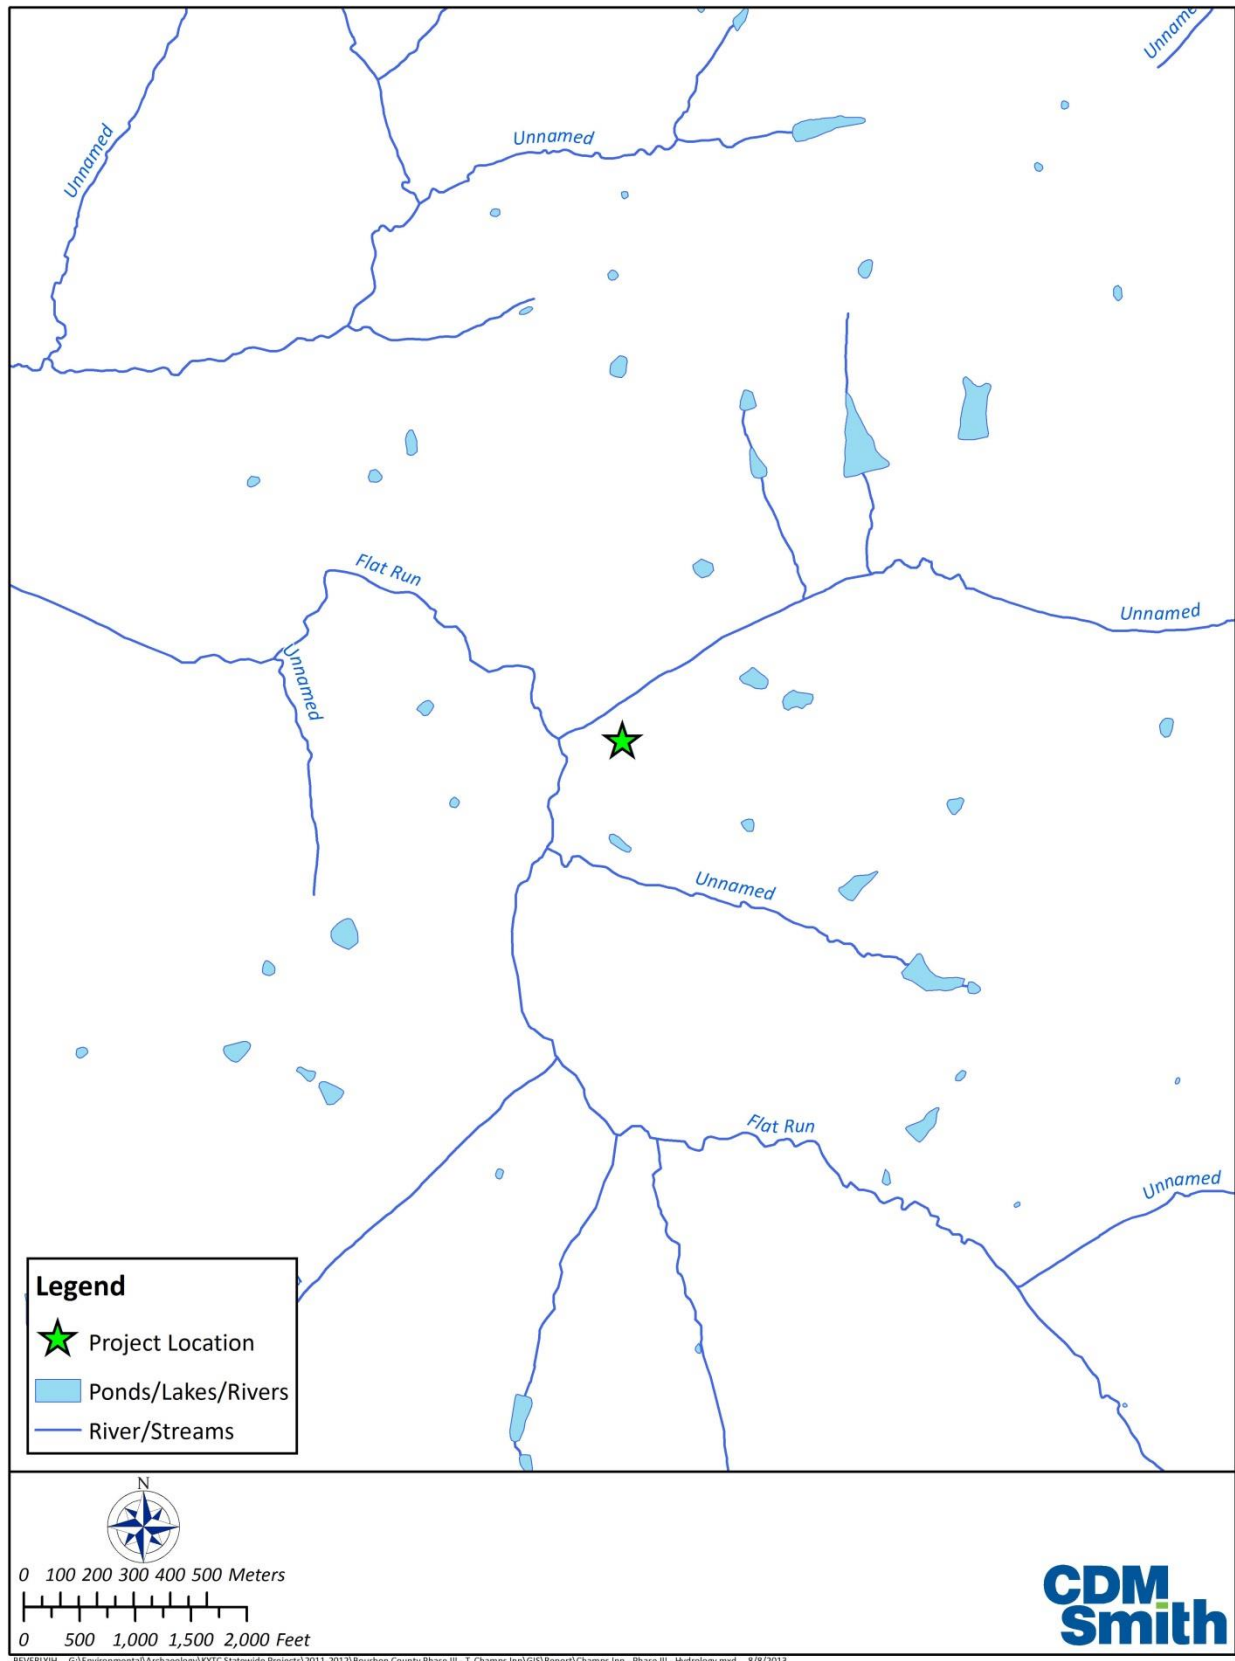 Unnamed
Unnamed
Unnamed
Flat Run
Unnamed
Unnamed
Unnamed
Flat Run
Unnamed
Legend
Project Location
Ponds/Lakes/Rivers
River/Streams
N
0 100 200 300 400 500 Meters
0 500 1,000 1,500 2,000 Feet
CDM
Smith